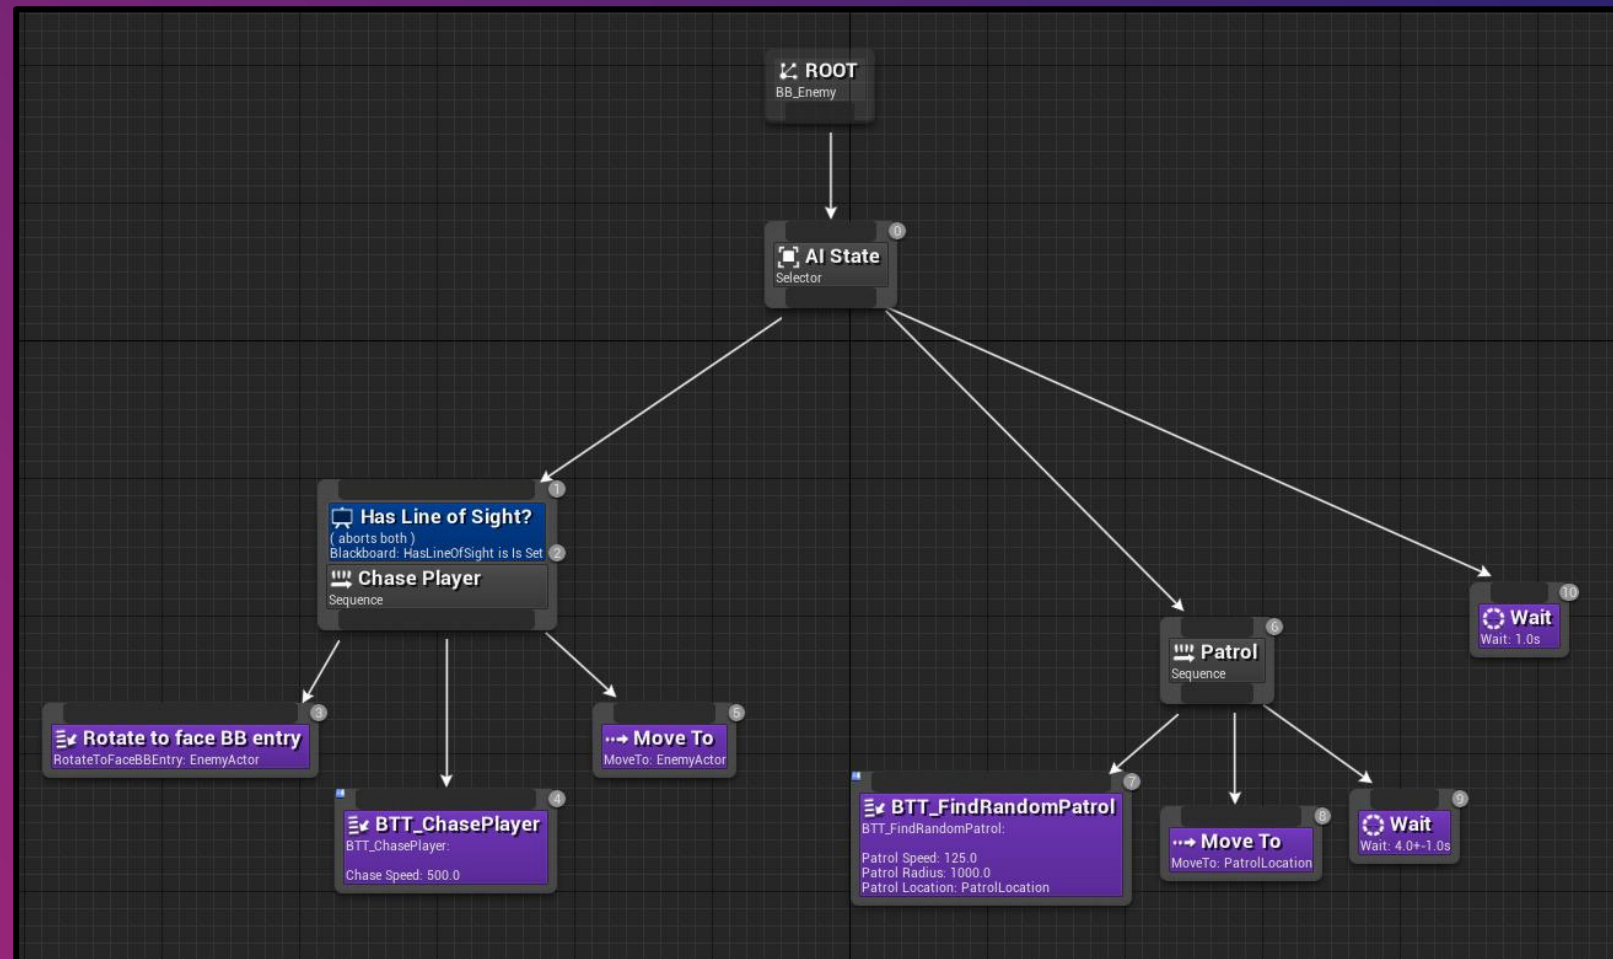 ROOT
BB_Enemy
0
AI State
Selector
1
Has Line of Sight?
( aborts both )
Blackboard: HasLineOfSight is Is Set
2
Chase Player
Sequence
3
Rotate to face BB entry
RotateToFaceBBEntry: EnemyActor
4
BTT_ChasePlayer
BTT_ChasePlayer:
Chase Speed: 500.0
5
Move To
MoveTo: EnemyActor
6
Patrol
Sequence
7
BTT_FindRandomPatrol
BTT_FindRandomPatrol:
Patrol Speed: 125.0
Patrol Radius: 1000.0
Patrol Location: PatrolLocation
8
Move To
MoveTo: PatrolLocation
9
Wait
Wait: 4.0+-1.0s
10
Wait
Wait: 1.0s